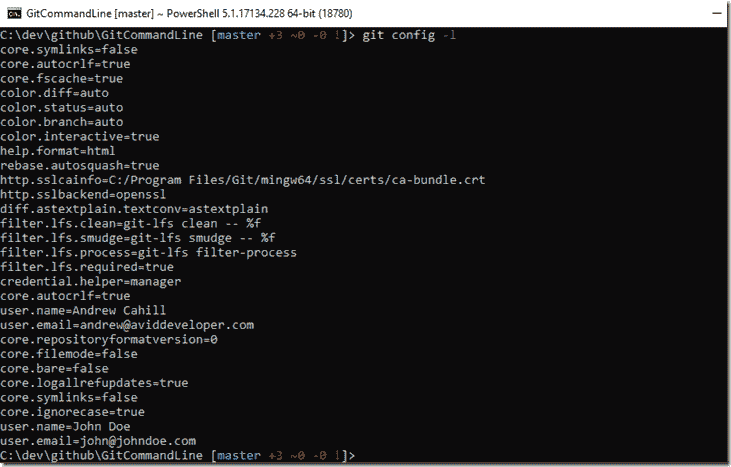 GitCommandLine [master] ~ PowerShell 5.1.17134.228 64-bit (18780)
C:\dev\github\GitCommandLine [master +3 ~0 -0 !]> git config -l
core.symlinks=false
core.autocrlf=true
core.fscache=true
color.diff=auto
color.status=auto
color.branch=auto
color.interactive=true
help.format=html
rebase.autosquash=true
http.sslcainfo=C:/Program Files/Git/mingw64/ssl/certs/ca-bundle.crt
http.sslbackend=openssl
diff.astextplain.textconv=astextplain
filter.lfs.clean=git-lfs clean -- %f
filter.lfs.smudge=git-lfs smudge -- %f
filter.lfs.process=git-lfs filter-process
filter.lfs.required=true
credential.helper=manager
core.autocrlf=true
user.name=Andrew Cahill
user.email=andrew@aviddeveloper.com
core.repositoryformatversion=0
core.filemode=false
core.bare=false
core.logallrefupdates=true
core.symlinks=false
core.ignorecase=true
user.name=John Doe
user.email=john@johndoe.com
C:\dev\github\GitCommandLine [master +3 ~0 -0 !]>